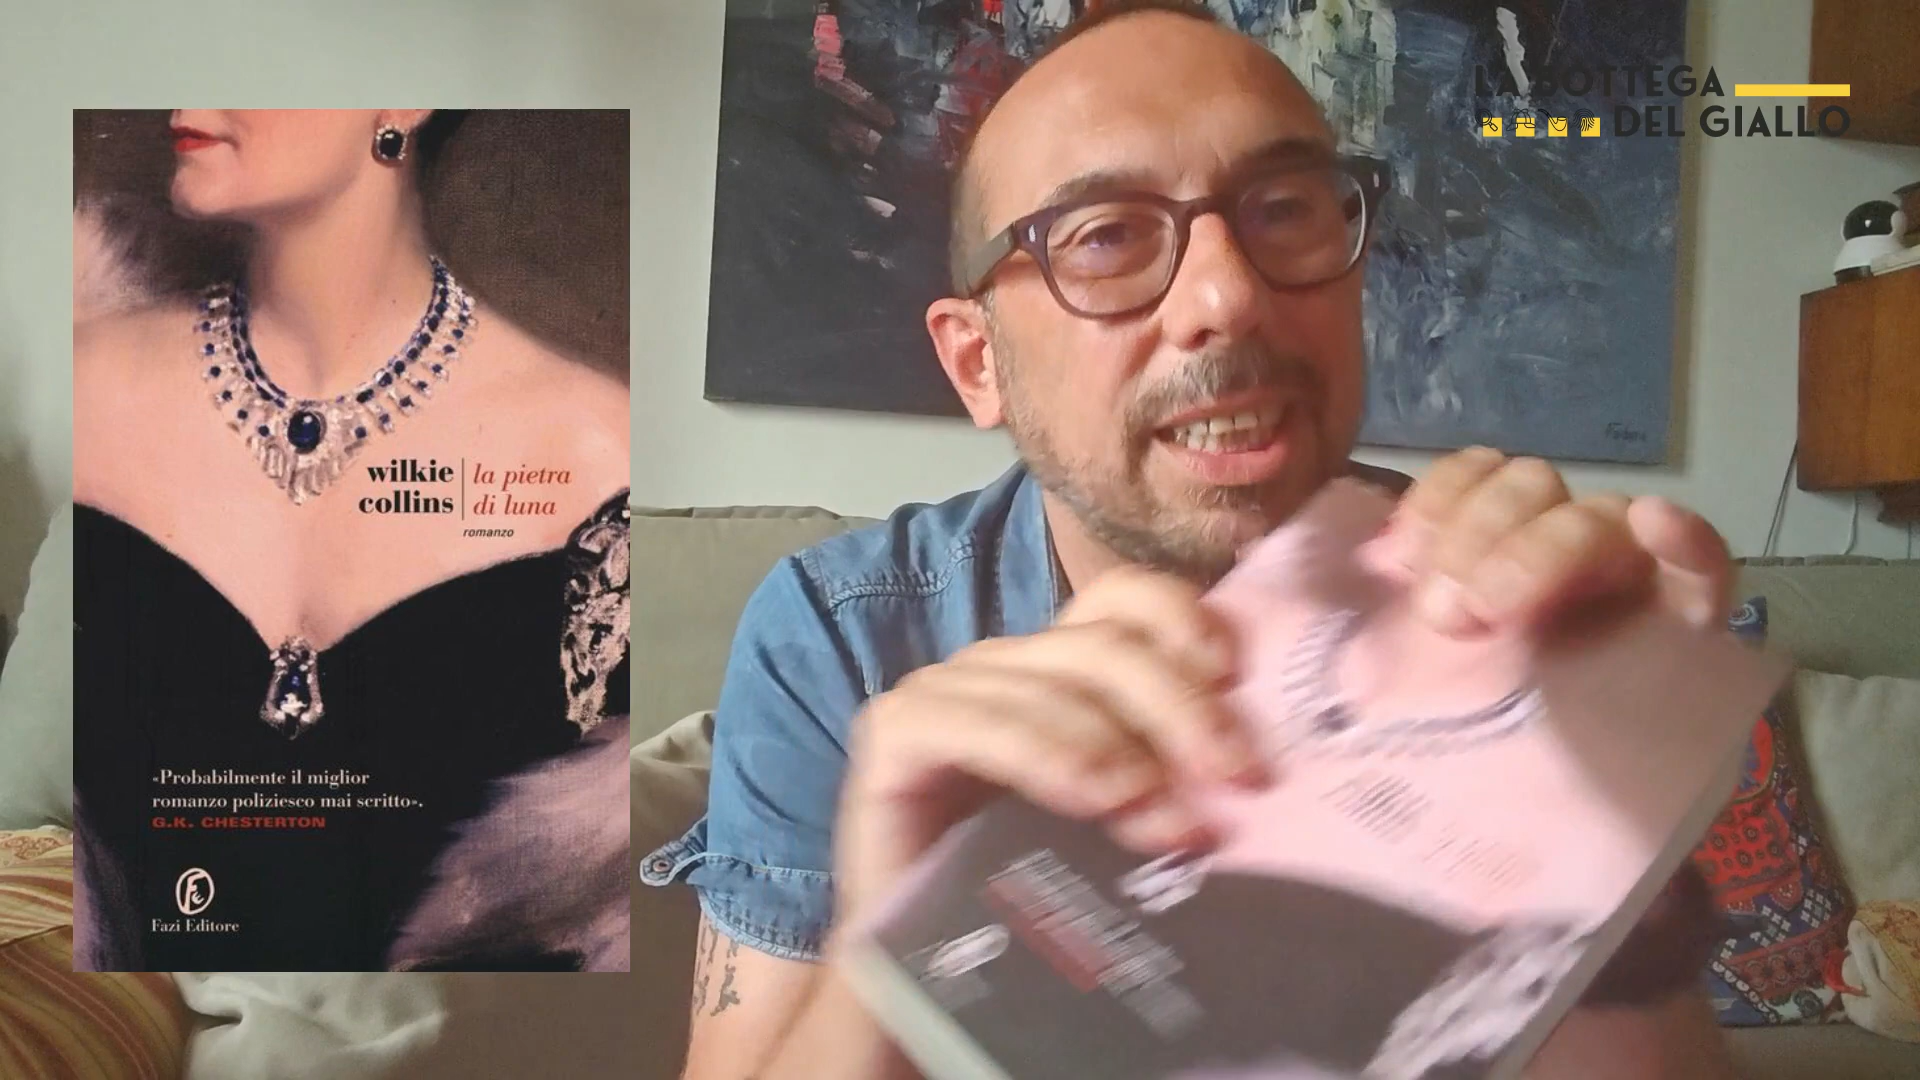 LA BOTTEGA
DEL GIALLO
wilkie
collins
la pietra
di luna
romanzo
«Probabilmente il miglior
romanzo poliziesco mai scritto».
G.K. CHESTERTON
Fazi Editore